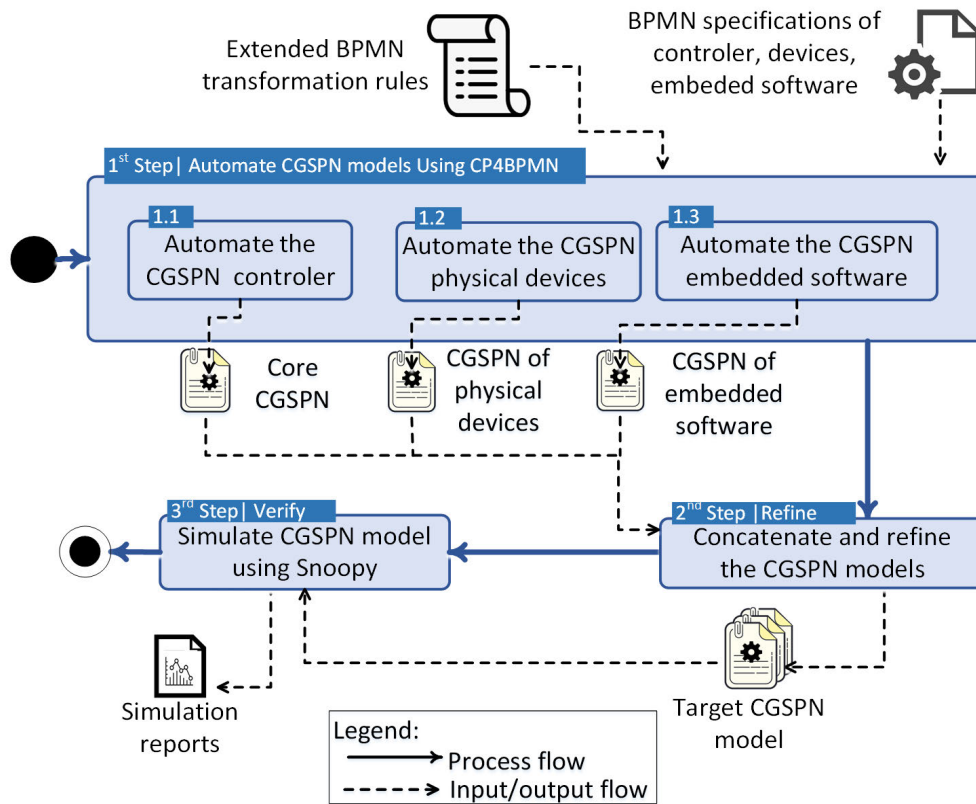 Extended BPMN
transformation rules
BPMN specifications of
controler, devices,
embeded software
1st Step| Automate CGSPN models Using CP4BPMN
1.1
Automate the
CGSPN controler
1.2
Automate the CGSPN
physical devices
1.3
Automate the CGSPN
embedded software
Core
CGSPN
CGSPN of
physical
devices
CGSPN of
embedded
software
3rd Step| Verify
Simulate CGSPN model
using Snoopy
2nd Step |Refine
Concatenate and refine
the CGSPN models
Simulation
reports
Target CGSPN
model
Legend:
Process flow
Input/output flow